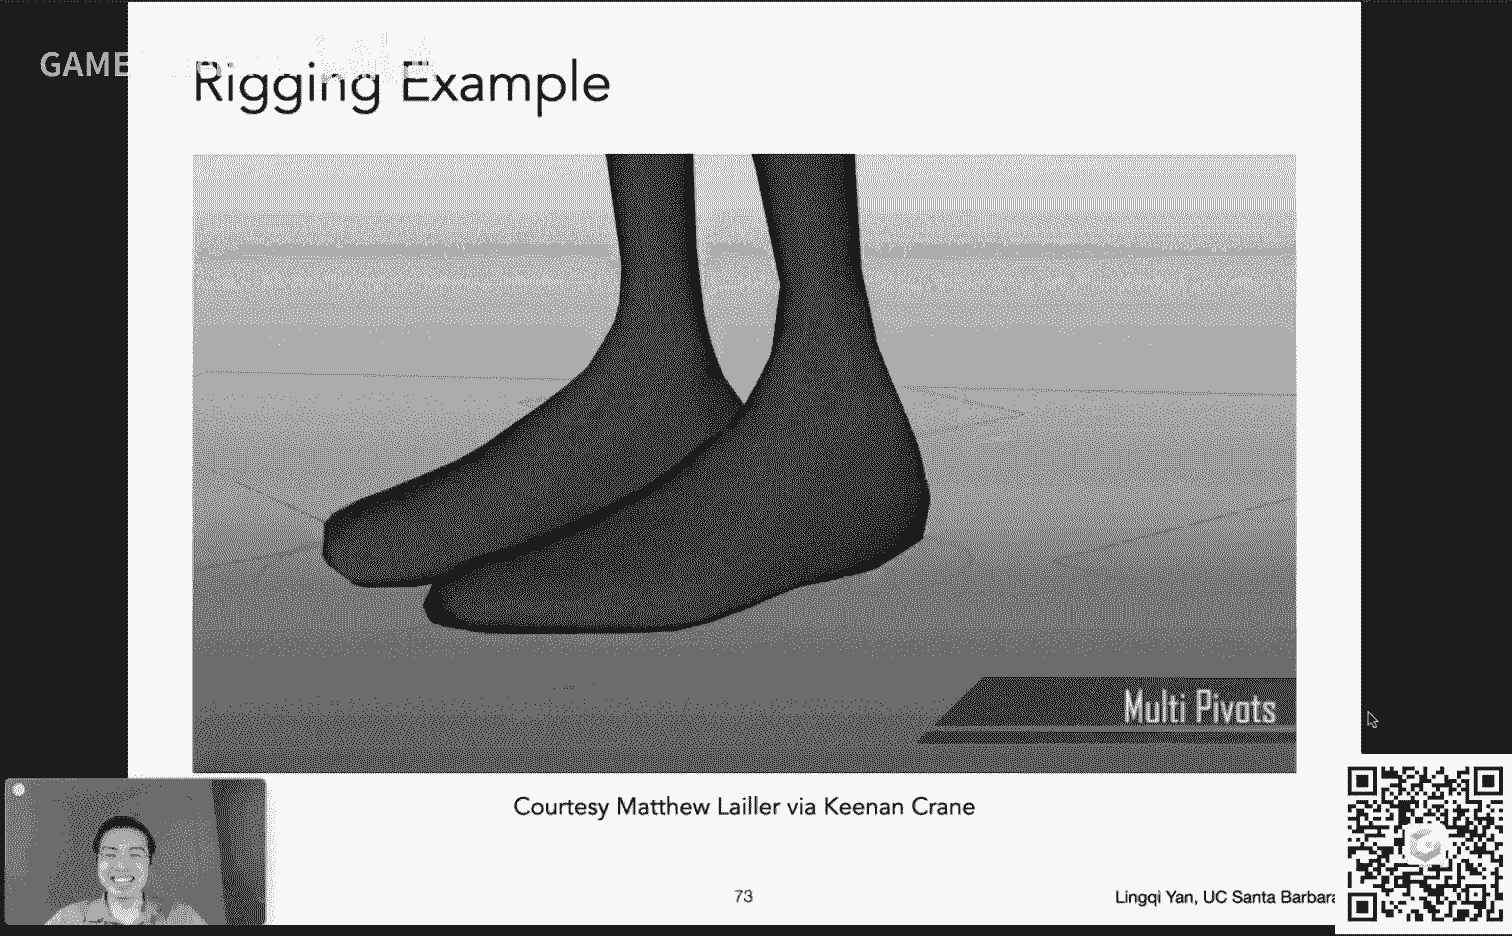 GAME
Rigging Example
Multi Pivots
Courtesy Matthew Lailler via Keenan Crane
73
Lingqi Yan, UC Santa Barbara